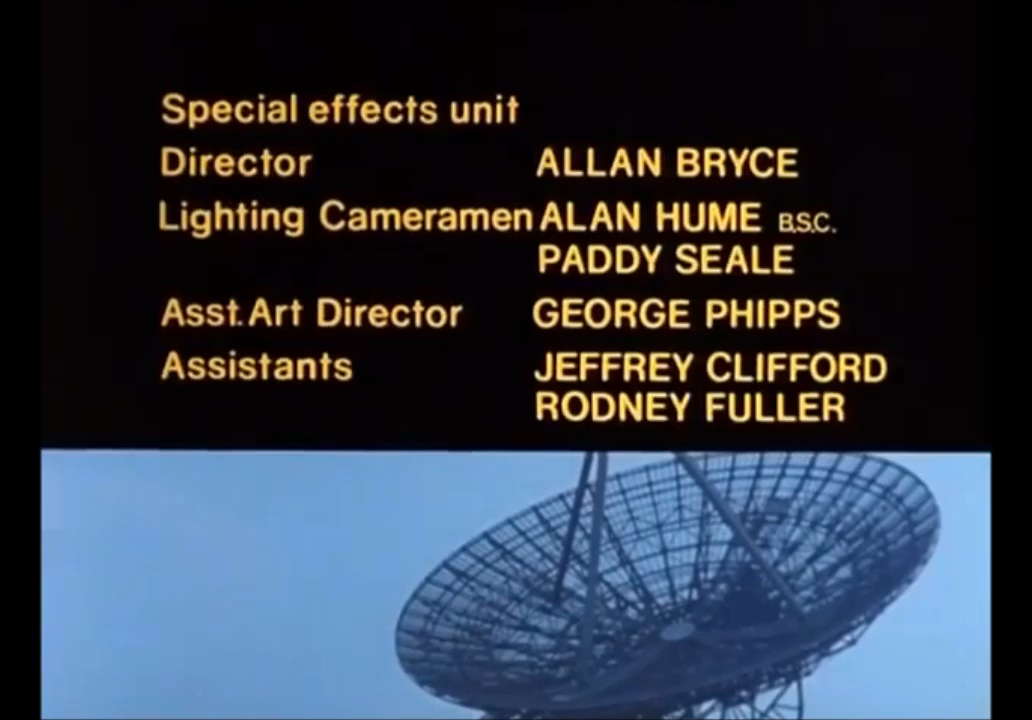 Special effects unit
Director ALLAN BRYCE
Lighting Cameramen ALAN HUME B.S.C.
PADDY SEALE
Asst. Art Director GEORGE PHIPPS
Assistants JEFFREY CLIFFORD
RODNEY FULLER